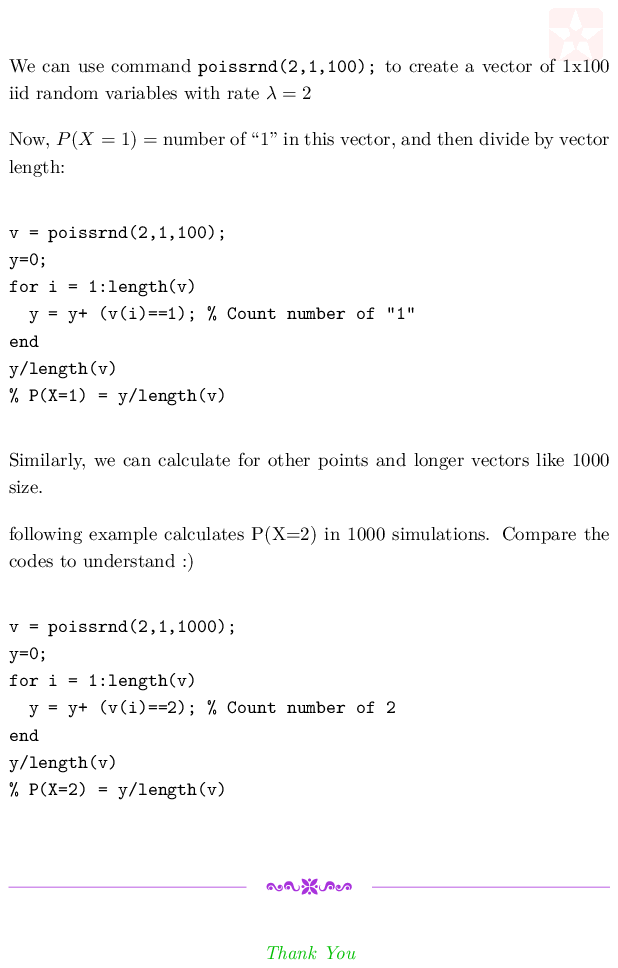 We can use command poissrnd(2,1,100); to create a vector of 1x100
iid random variables with rate λ = 2
Now, P(X = 1) = number of “1” in this vector, and then divide by vector
length:
v = poissrnd(2,1,100);
y=0;
for i = 1:length(v)
  y = y+ (v(i)==1); % Count number of "1"
end
y/length(v)
% P(X=1) = y/length(v)
Similarly, we can calculate for other points and longer vectors like 1000
size.
following example calculates P(X=2) in 1000 simulations. Compare the
codes to understand :)
v = poissrnd(2,1,1000);
y=0;
for i = 1:length(v)
  y = y+ (v(i)==2); % Count number of 2
end
y/length(v)
% P(X=2) = y/length(v)
Thank You